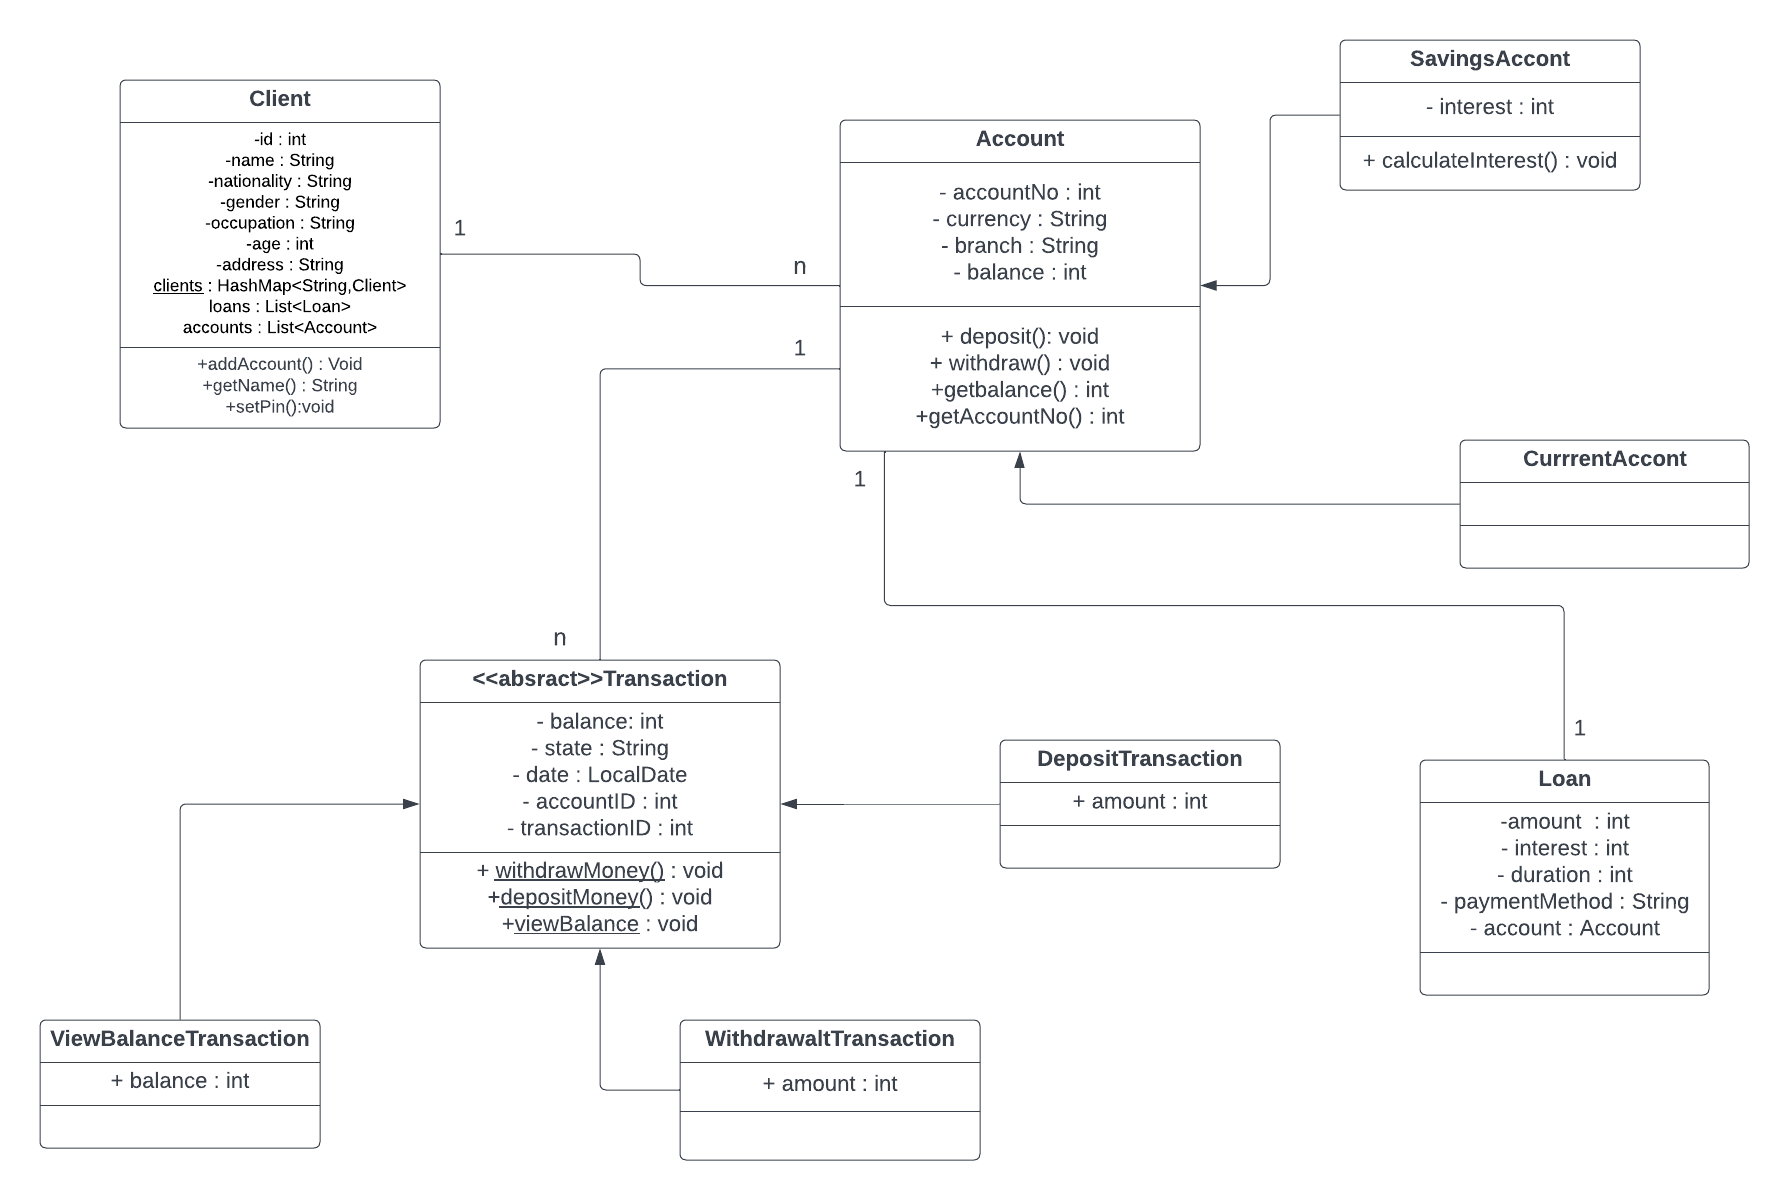 SavingsAccont
- interest : int
+ calculateInterest() : void
Client
-id : int
-name : String
-nationality : String
-gender : String
-occupation : String
-age : int
-address : String
clients : HashMap<String,Client>
loans : List<Loan>
accounts : List<Account>
+addAccount() : Void
+getName() : String
+setPin():void
1
n
Account
- accountNo : int
- currency : String
- branch : String
- balance : int
+ deposit(): void
+ withdraw() : void
+getbalance() : int
+getAccountNo() : int
1
1
CurrrentAccont
n
<<absract>>Transaction
- balance: int
- state : String
- date : LocalDate
- accountID : int
- transactionID : int
+ withdrawMoney() : void
+depositMoney() : void
+viewBalance : void
DepositTransaction
+ amount : int
1
Loan
-amount  : int
- interest : int
- duration : int
- paymentMethod : String
- account : Account
ViewBalanceTransaction
+ balance : int
WithdrawaltTransaction
+ amount : int